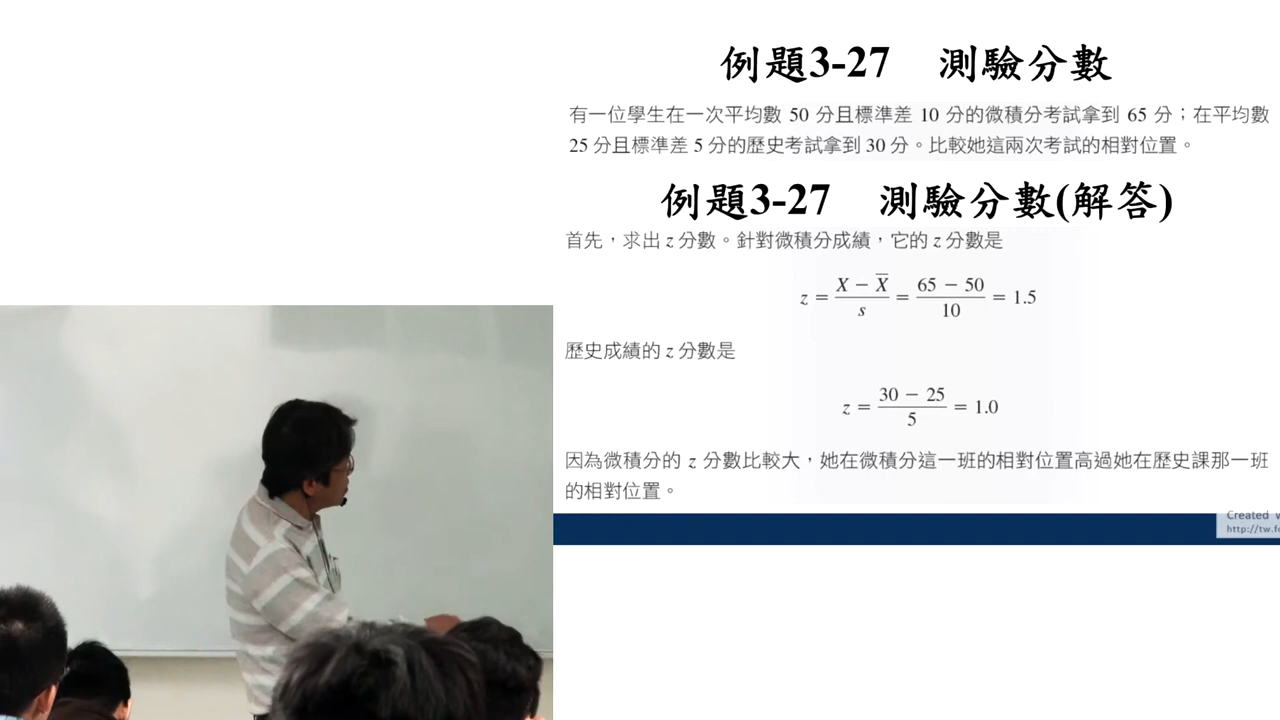 例題3-27 測驗分數
有一位學生在一次平均數 50 分且標準差 10 分的微積分考試拿到 65 分；在平均數
25 分且標準差 5 分的歷史考試拿到 30 分。比較她這兩次考試的相對位置。
例題3-27 測驗分數(解答)
首先，求出 z 分數。針對微積分成績，它的 z 分數是
z = (X − X̅)/s = (65 − 50)/10 = 1.5
歷史成績的 z 分數是
z = (30 − 25)/5 = 1.0
因為微積分的 z 分數比較大，她在微積分這一班的相對位置高過她在歷史課那一班
的相對位置。
Created
http://tw.f